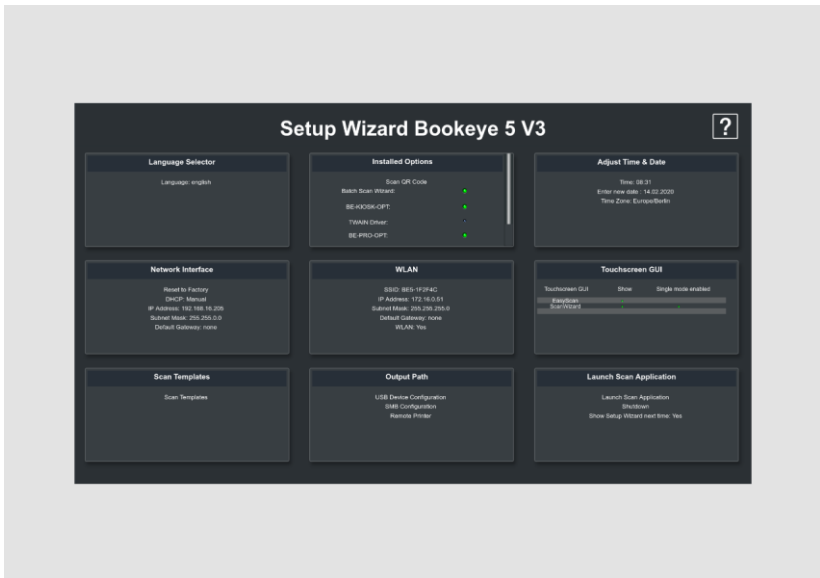 Setup Wizard Bookeye 5 V3
?
Language Selector
Language: english
Installed Options
Scan QR Code
Batch Scan Wizard:
BE-KIOSK-OPT:
TWAIN Driver:
BE-PRO-OPT:
Adjust Time & Date
Time: 08:31
Enter new date : 14.02.2020
Time Zone: Europe/Berlin
Network Interface
Reset to Factory
DHCP: Manual
IP Address: 192.168.16.205
Subnet Mask: 255.255.0.0
Default Gateway: none
WLAN
SSID: BE5-1F2F4C
IP Address: 172.16.0.51
Subnet Mask: 255.255.255.0
Default Gateway: none
WLAN: Yes
Touchscreen GUI
Touchscreen GUI Show Single mode enabled
EasyScan
ScanWizard
Scan Templates
Scan Templates
Output Path
USB Device Configuration
SMB Configuration
Remote Printer
Launch Scan Application
Launch Scan Application
Shutdown
Show Setup Wizard next time: Yes